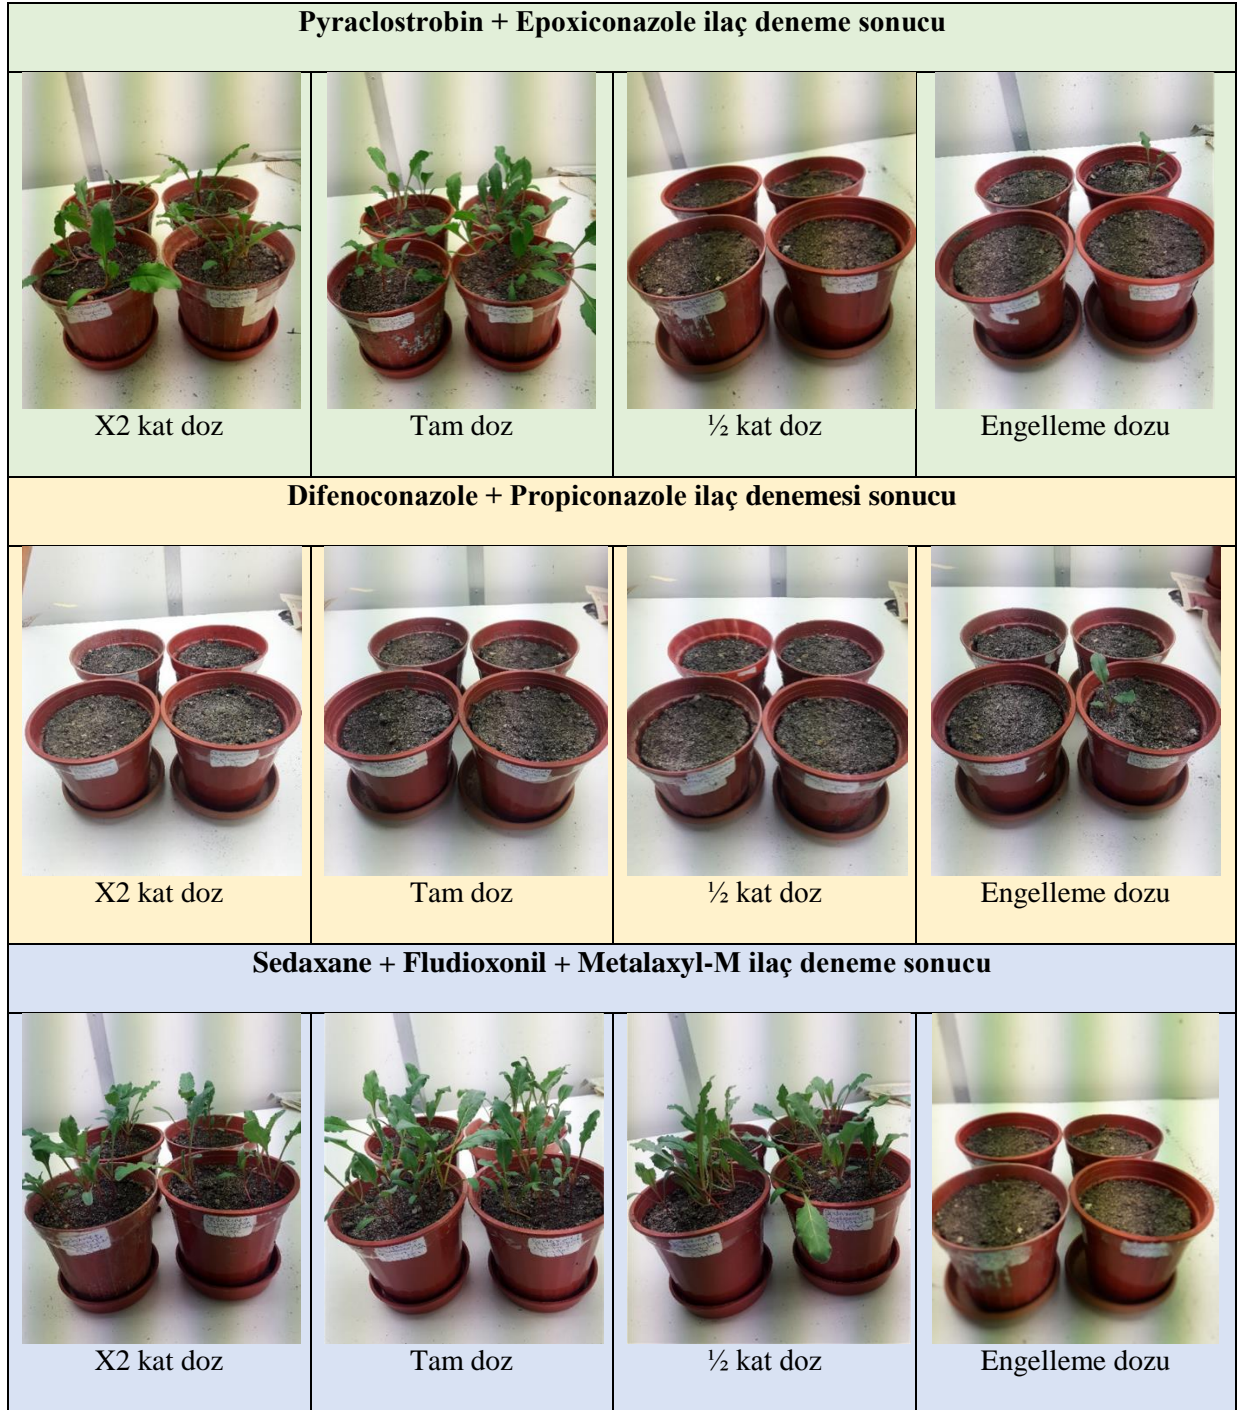 Pyraclostrobin + Epoxiconazole ilaç deneme sonucu
X2 kat doz
Tam doz
½ kat doz
Engelleme dozu
Difenoconazole + Propiconazole ilaç denemesi sonucu
X2 kat doz
Tam doz
½ kat doz
Engelleme dozu
Sedaxane + Fludioxonil + Metalaxyl-M ilaç deneme sonucu
X2 kat doz
Tam doz
½ kat doz
Engelleme dozu